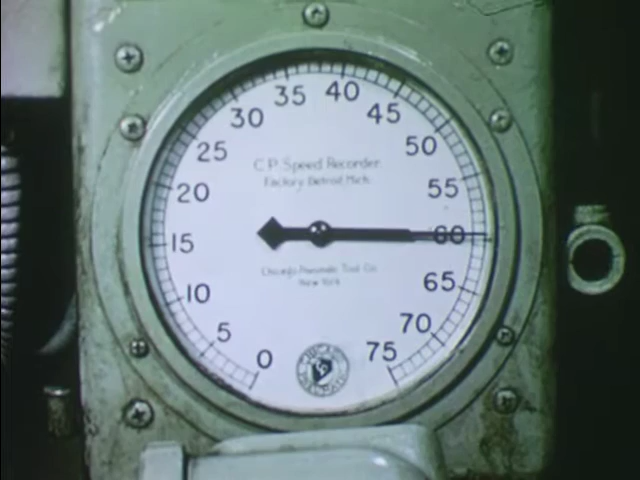 35 40
30 45
25 50
C.P. Speed Recorder
Factory Detroit Mich.
20 55
15 60
Chicago Pneumatic Tool Co.
New York
10 65
5 70
0 75